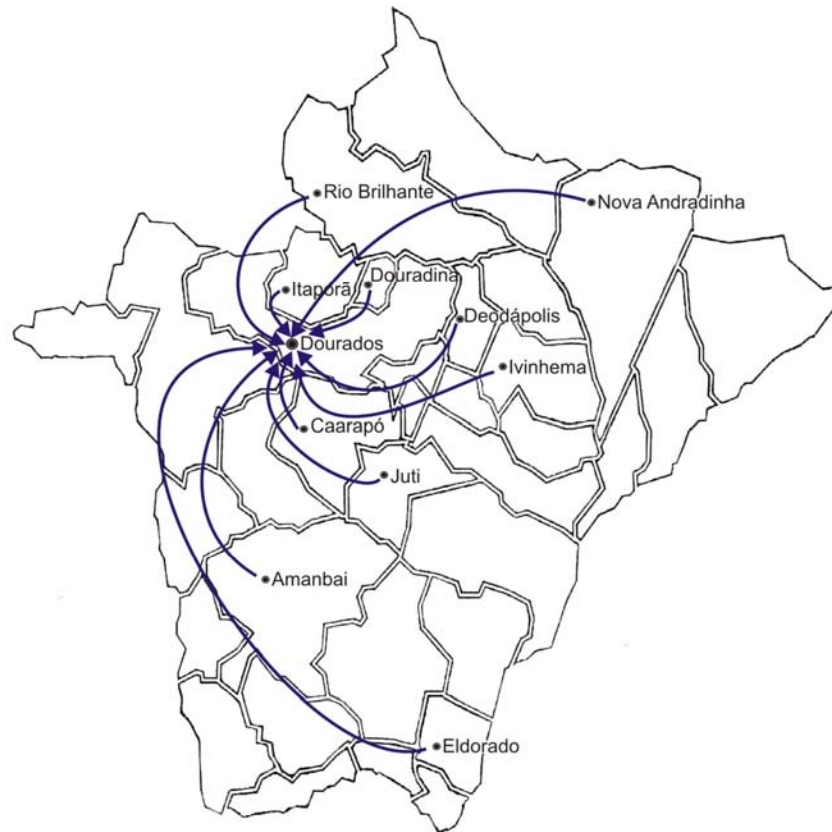 Rio Brilhante
Nova Andradinha
Itaporã
Douradina
Deodápolis
Dourados
Ivinhema
Caarapó
Juti
Amanbai
Eldorado